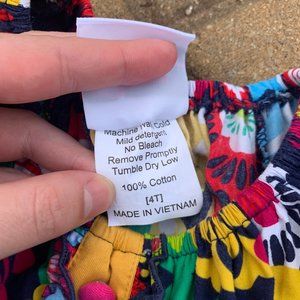 Machine Wash Cold
Mild detergent
No Bleach
Remove Promptly
Tumble Dry Low
100% Cotton
[4T]
MADE IN VIETNAM